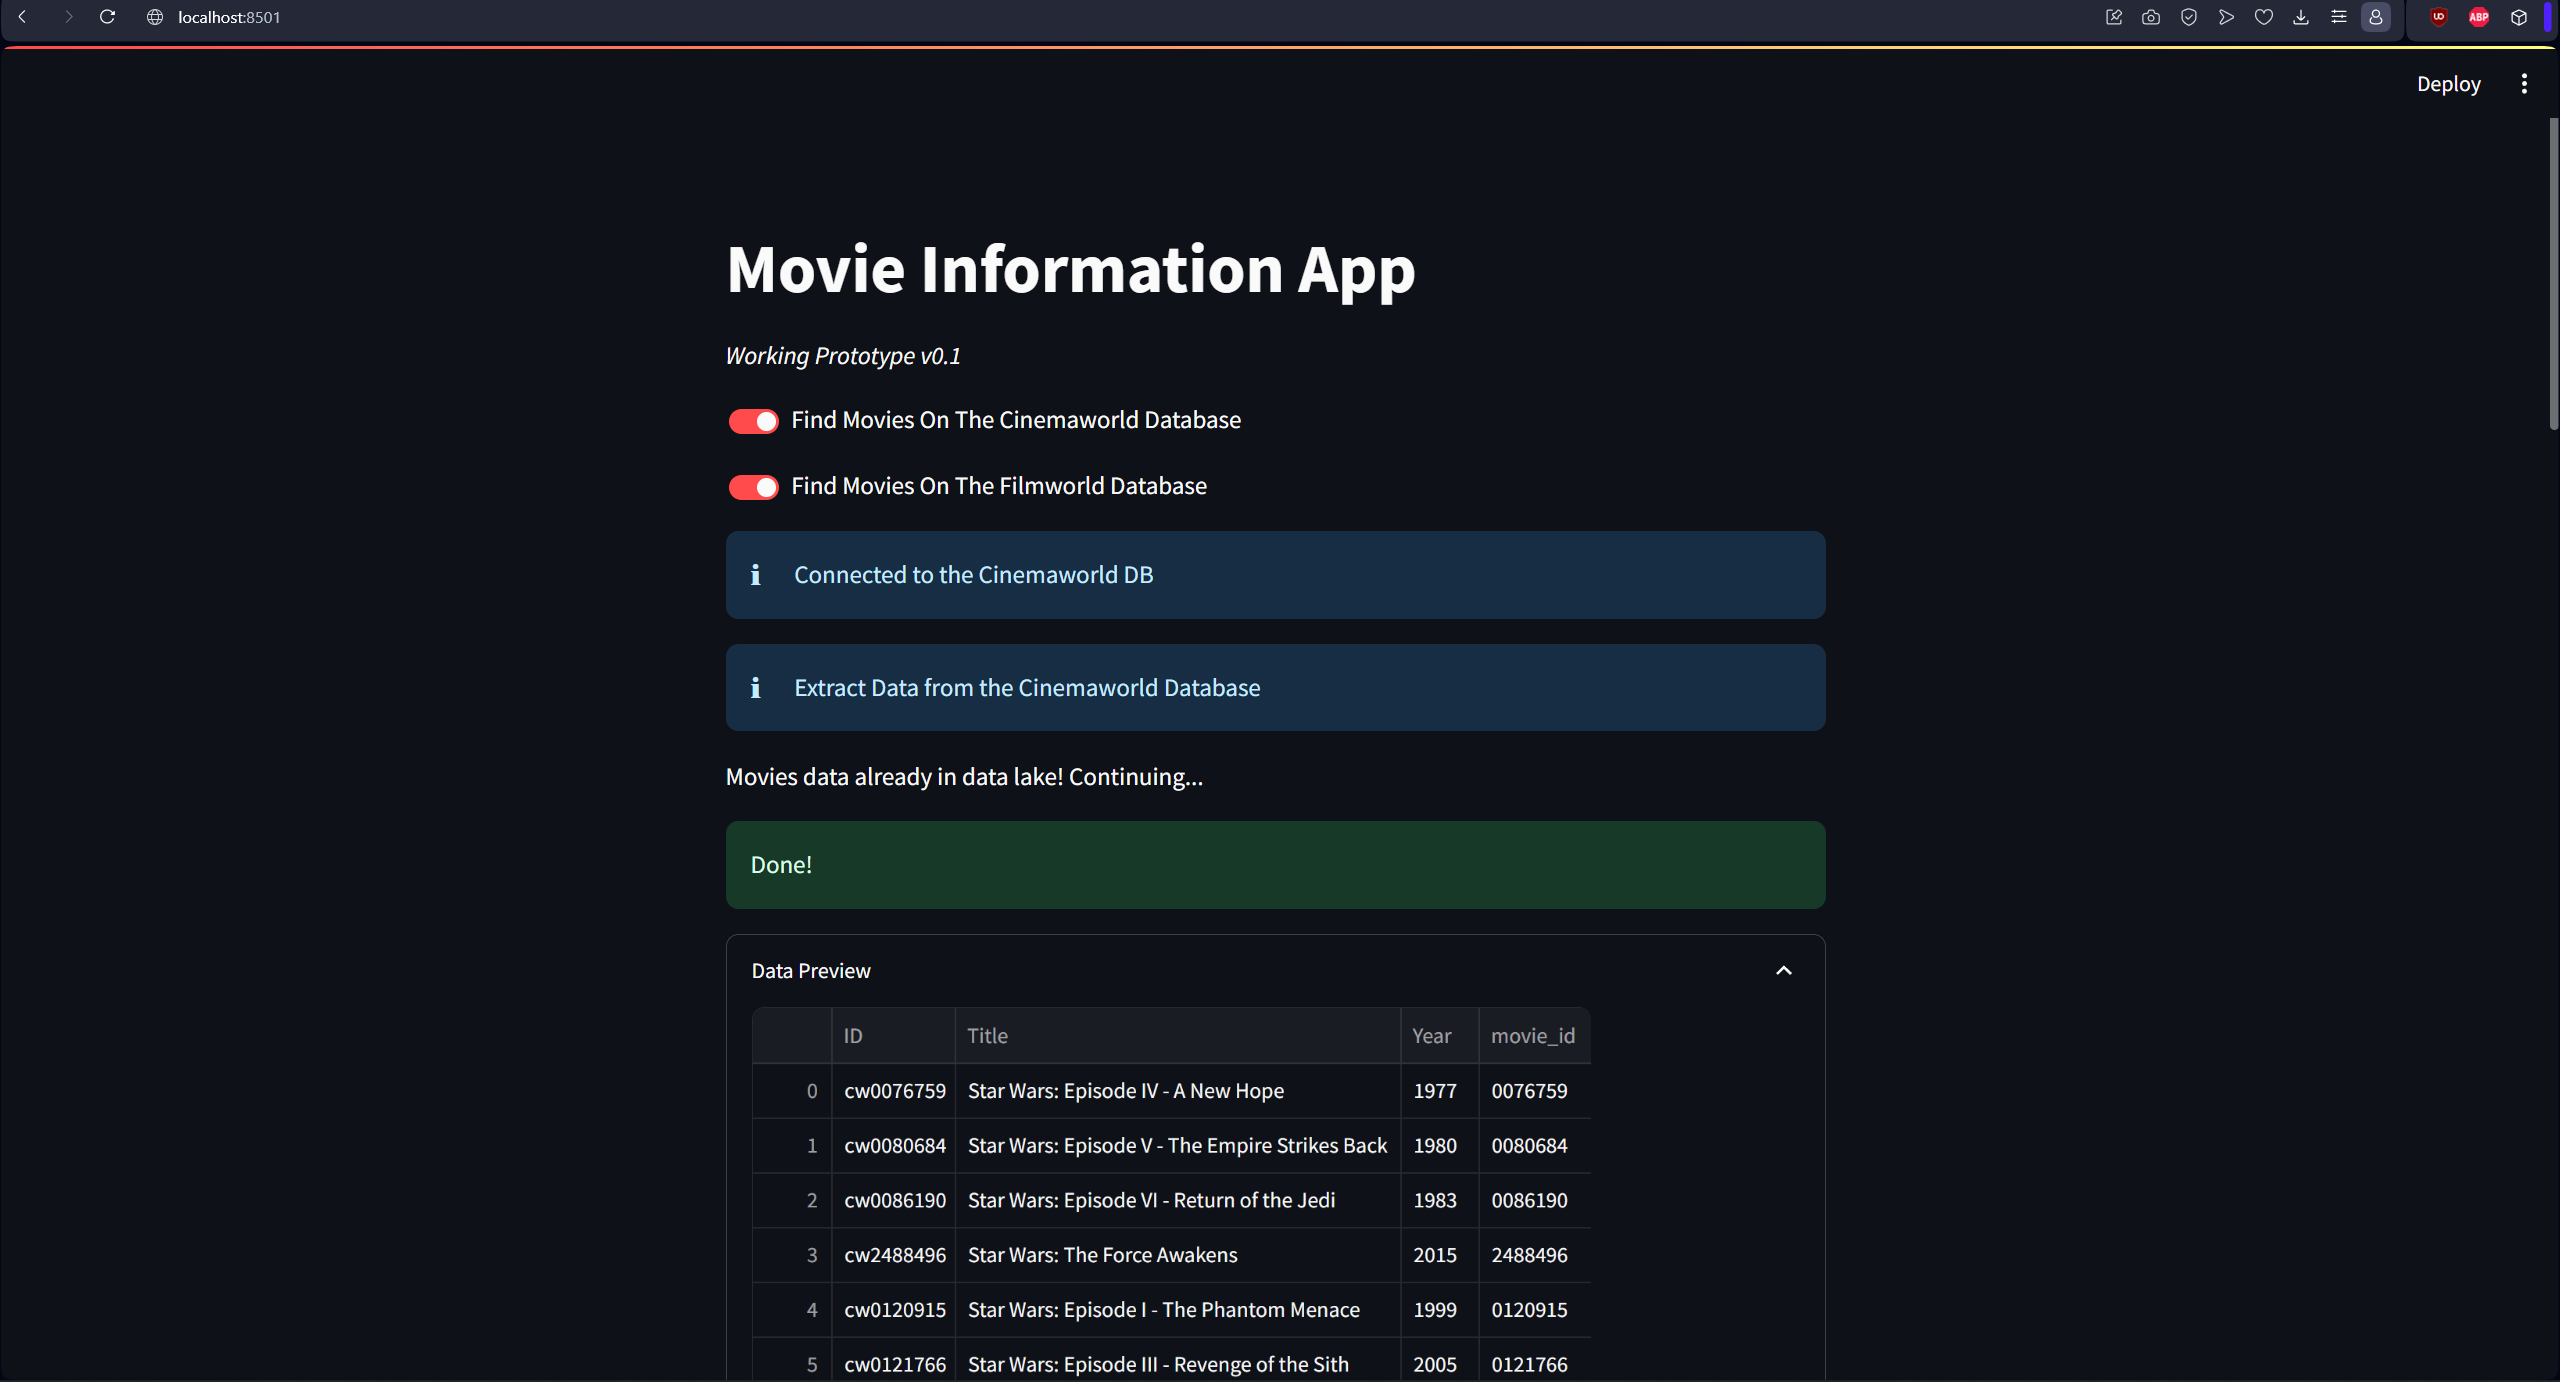 localhost:8501
UO
ABP
Deploy
Movie Information App
Working Prototype v0.1
Find Movies On The Cinemaworld Database
Find Movies On The Filmworld Database
Connected to the Cinemaworld DB
Extract Data from the Cinemaworld Database
Movies data already in data lake! Continuing...
Done!
Data Preview
ID Title Year movie_id
0 cw0076759 Star Wars: Episode IV - A New Hope 1977 0076759
1 cw0080684 Star Wars: Episode V - The Empire Strikes Back 1980 0080684
2 cw0086190 Star Wars: Episode VI - Return of the Jedi 1983 0086190
3 cw2488496 Star Wars: The Force Awakens 2015 2488496
4 cw0120915 Star Wars: Episode I - The Phantom Menace 1999 0120915
5 cw0121766 Star Wars: Episode III - Revenge of the Sith 2005 0121766